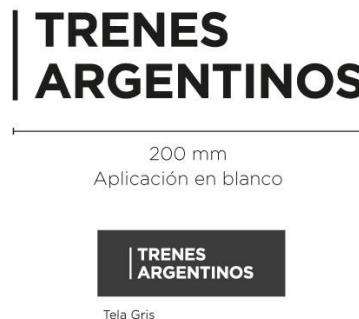 TRENES
ARGENTINOS
200 mm
Aplicación en blanco
TRENES
ARGENTINOS
Tela Gris